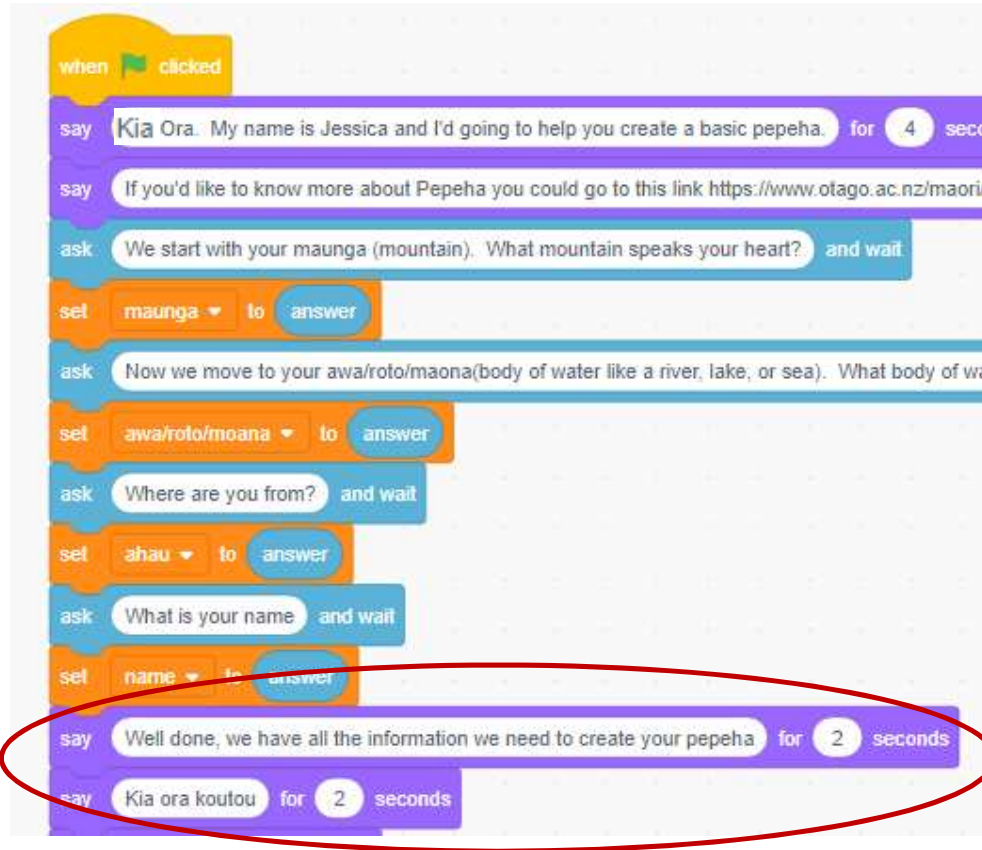 when clicked
say Kia Ora. My name is Jessica and I'd going to help you create a basic pepeha. for 4
say If you'd like to know more about Pepeha you could go to this link https://www.otago.ac.nz/maori/
ask We start with your maunga (mountain). What mountain speaks your heart? and wait
set maunga to answer
ask Now we move to your awa/roto/maona(body of water like a river, lake, or sea). What body of
set awa/roto/moana to answer
ask Where are you from? and wait
set ahau to answer
ask What is your name and wait
set name to answer
say Well done, we have all the information we need to create your pepeha for 2 seconds
say Kia ora koutou for 2 seconds